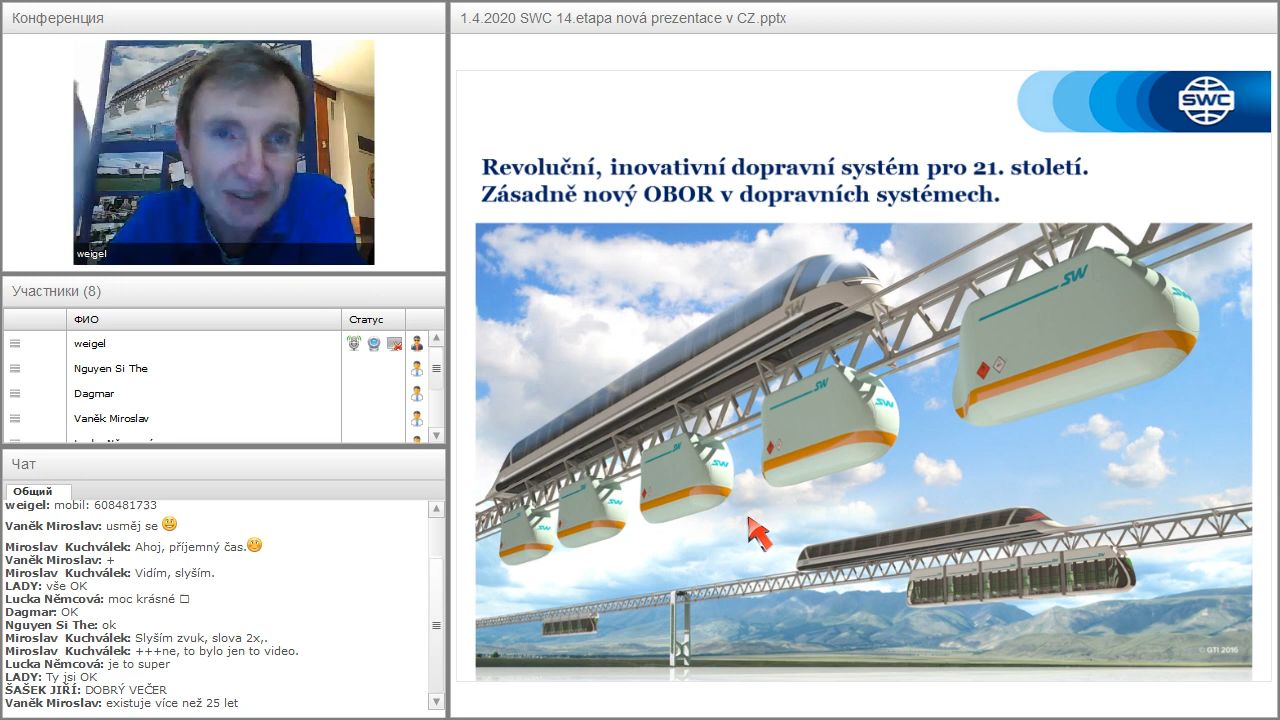 Конференция
weigel
Участники (8)
ФИО
Статус
weigel
Nguyen Si The
Dagmar
Vaněk Miroslav
Чат
Общий
weigel: mobil: 608481733
Vaněk Miroslav: usměj se
Miroslav Kuchválek: Ahoj, příjemný čas.
Vaněk Miroslav: +
Miroslav Kuchválek: Vidím, slyším.
LADY: vše OK
Lucka Němcová: moc krásné □
Dagmar: OK
Nguyen Si The: ok
Miroslav Kuchválek: Slyším zvuk, slova 2x,.
Miroslav Kuchválek: +++ne, to bylo jen to video.
Lucka Němcová: je to super
LADY: Ty jsi OK
ŠAŠEK JIŘÍ: DOBRÝ VEČER
Vaněk Miroslav: existuje více než 25 let
1.4.2020 SWC 14.etapa nová prezentace v CZ.pptx
SWC
Revoluční, inovativní dopravní systém pro 21. století.
Zásadně nový OBOR v dopravních systémech.
SW
SW
SW
SW
SW
SW
SW
SW
SW
SW
© GTI 2016